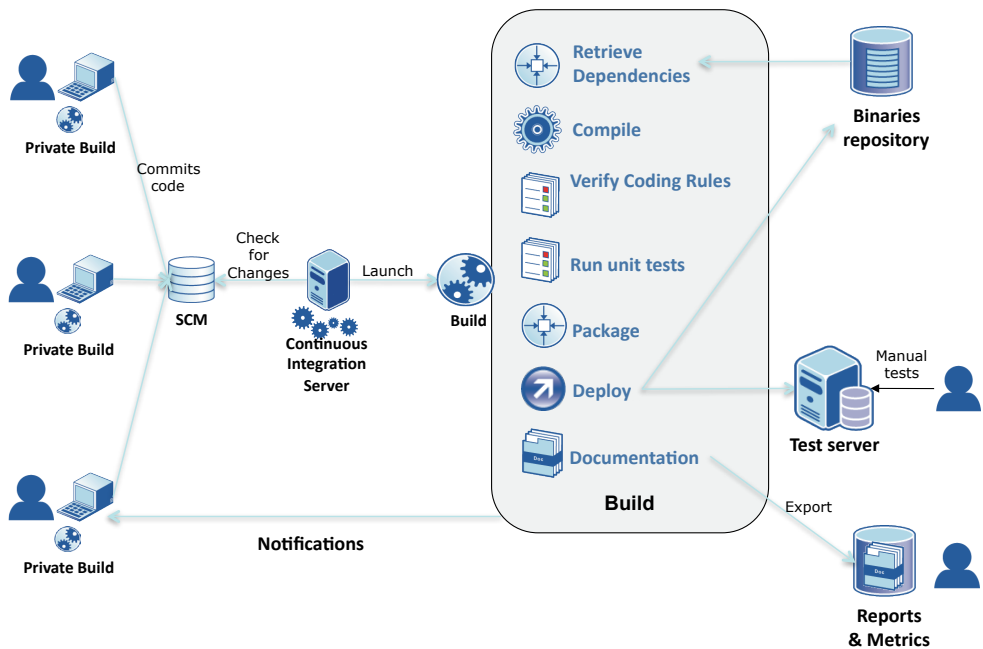 Private Build
Commits
code
Private Build
SCM
Check
for
Changes
Continuous
Integration
Server
Launch
Build
Private Build
Notifications
Retrieve
Dependencies
Compile
Verify Coding Rules
Run unit tests
Package
Deploy
Doc
Documentation
Build
Binaries
repository
Manual
tests
Test server
Export
Doc
Reports
& Metrics